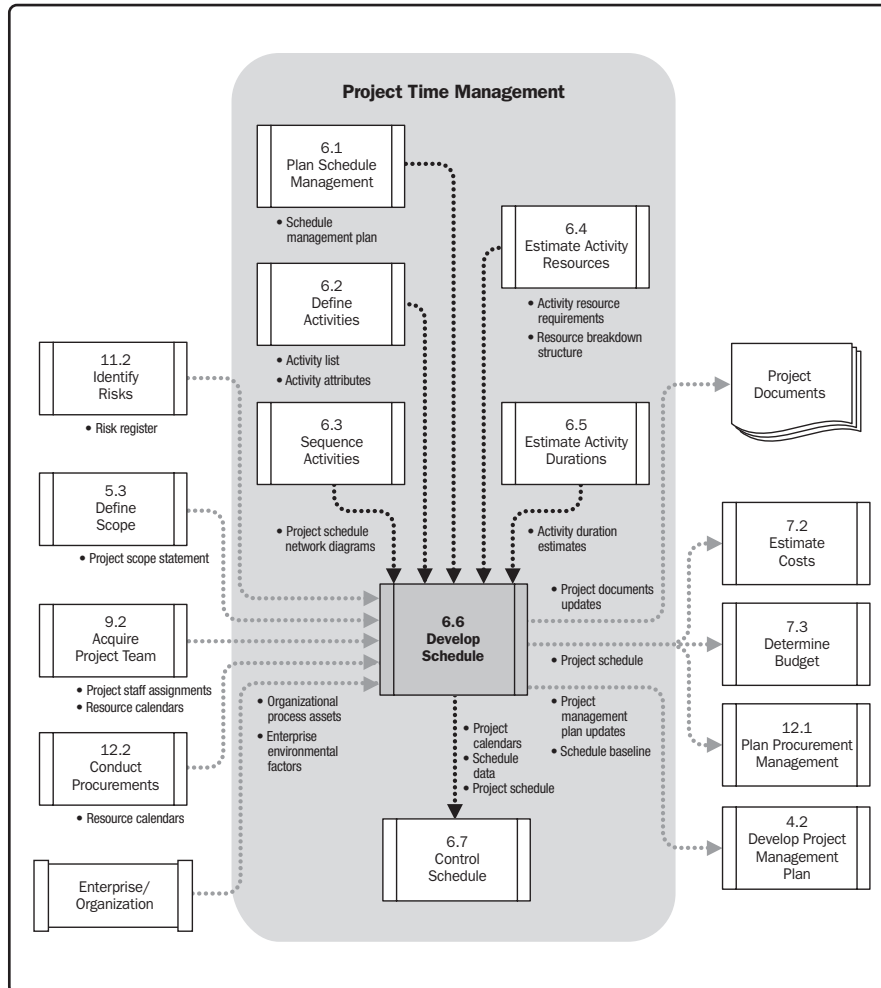 Project Time Management
6.1
Plan Schedule
Management
• Schedule
management plan
6.2
Define
Activities
• Activity list
• Activity attributes
6.3
Sequence
Activities
• Project schedule
network diagrams
6.4
Estimate Activity
Resources
• Activity resource
requirements
• Resource breakdown
structure
6.5
Estimate Activity
Durations
• Activity duration
estimates
11.2
Identify
Risks
• Risk register
5.3
Define
Scope
• Project scope statement
9.2
Acquire
Project Team
• Project staff assignments
• Resource calendars
12.2
Conduct
Procurements
• Resource calendars
Enterprise/
Organization
• Organizational
process assets
• Enterprise
environmental
factors
6.6
Develop
Schedule
• Project
calendars
• Schedule
data
• Project schedule
6.7
Control
Schedule
• Project documents
updates
• Project schedule
• Project
management
plan updates
• Schedule baseline
Project
Documents
7.2
Estimate
Costs
7.3
Determine
Budget
12.1
Plan Procurement
Management
4.2
Develop Project
Management
Plan